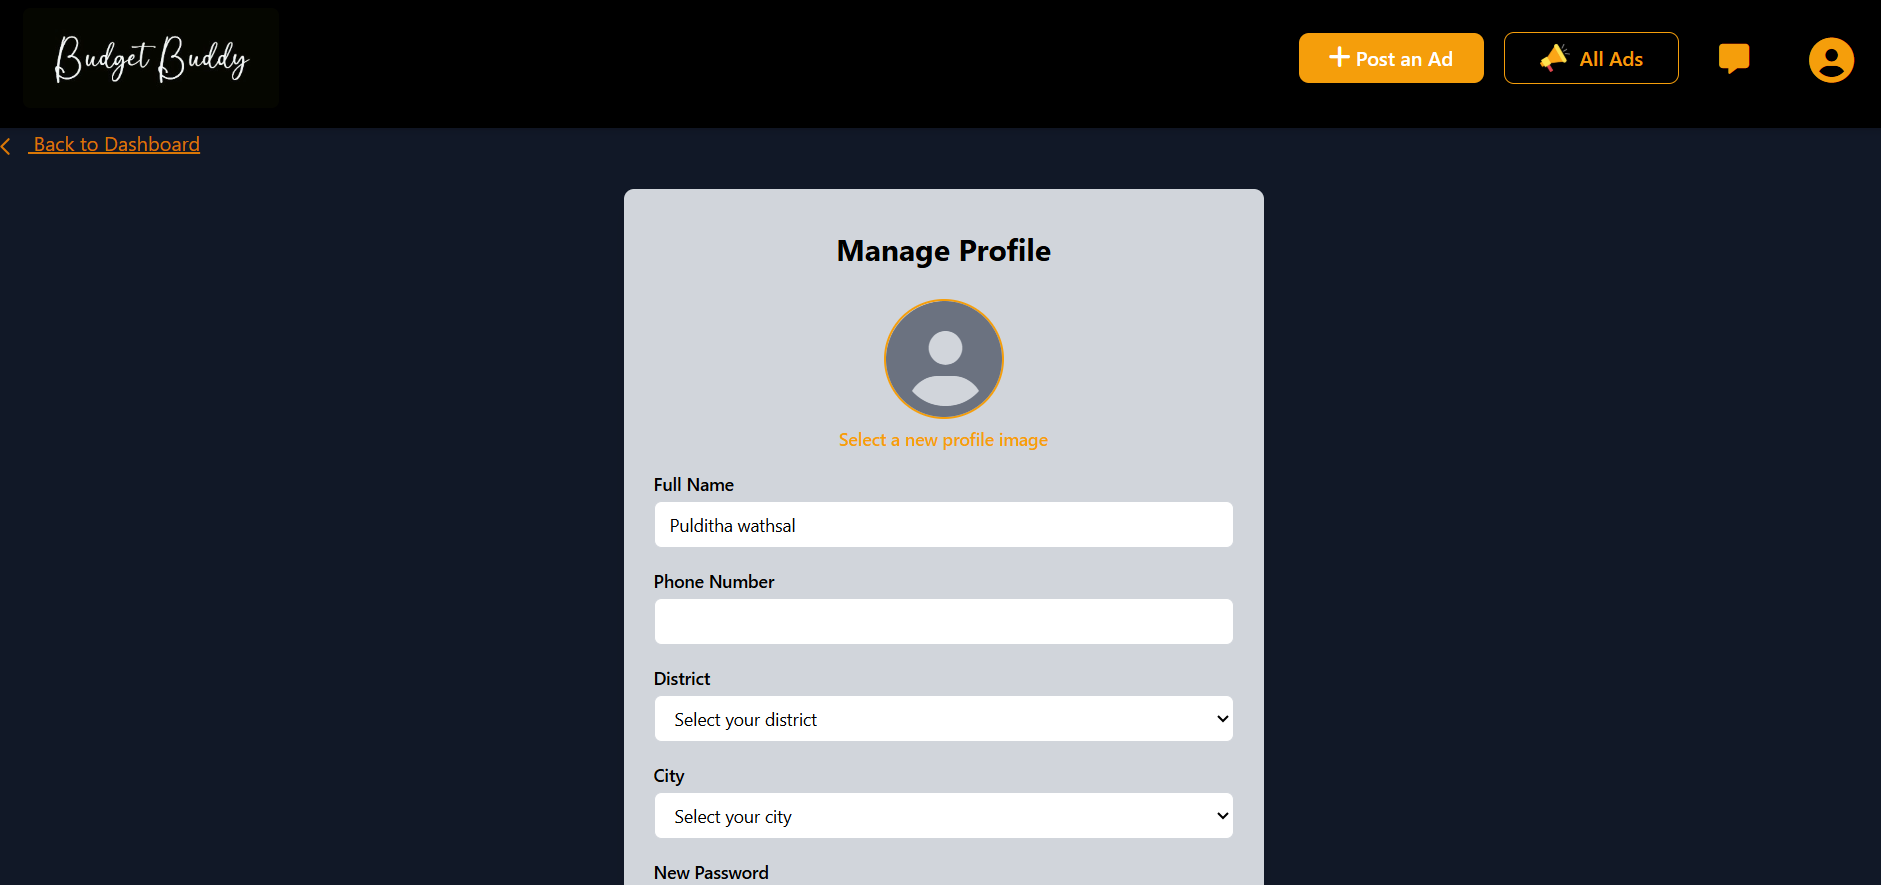 Budget Buddy
Post an Ad
All Ads
Back to Dashboard
Manage Profile
Select a new profile image
Full Name
Pulditha wathsal
Phone Number
District
Select your district
City
Select your city
New Password